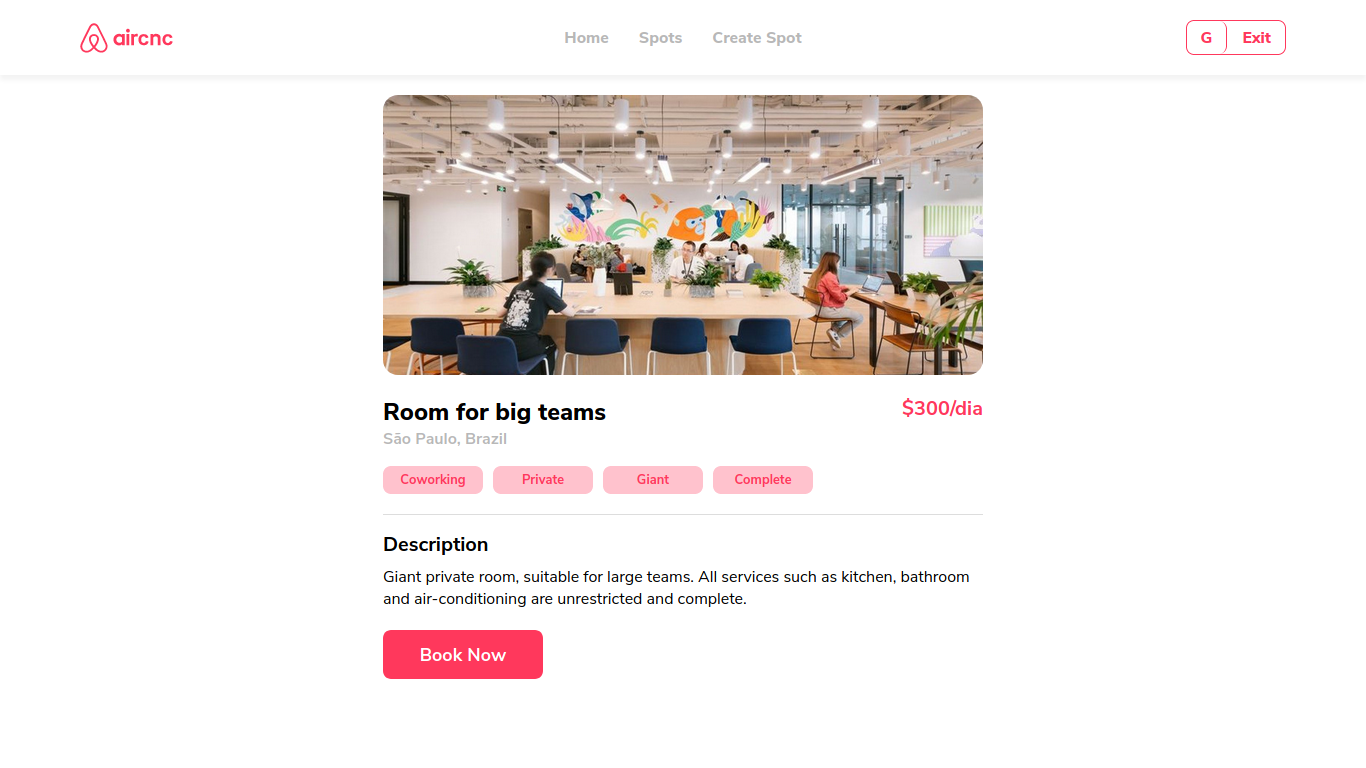 aircnc
Home Spots Create Spot
G Exit
Room for big teams
$300/dia
São Paulo, Brazil
Coworking Private Giant Complete
Description
Giant private room, suitable for large teams. All services such as kitchen, bathroom
and air-conditioning are unrestricted and complete.
Book Now